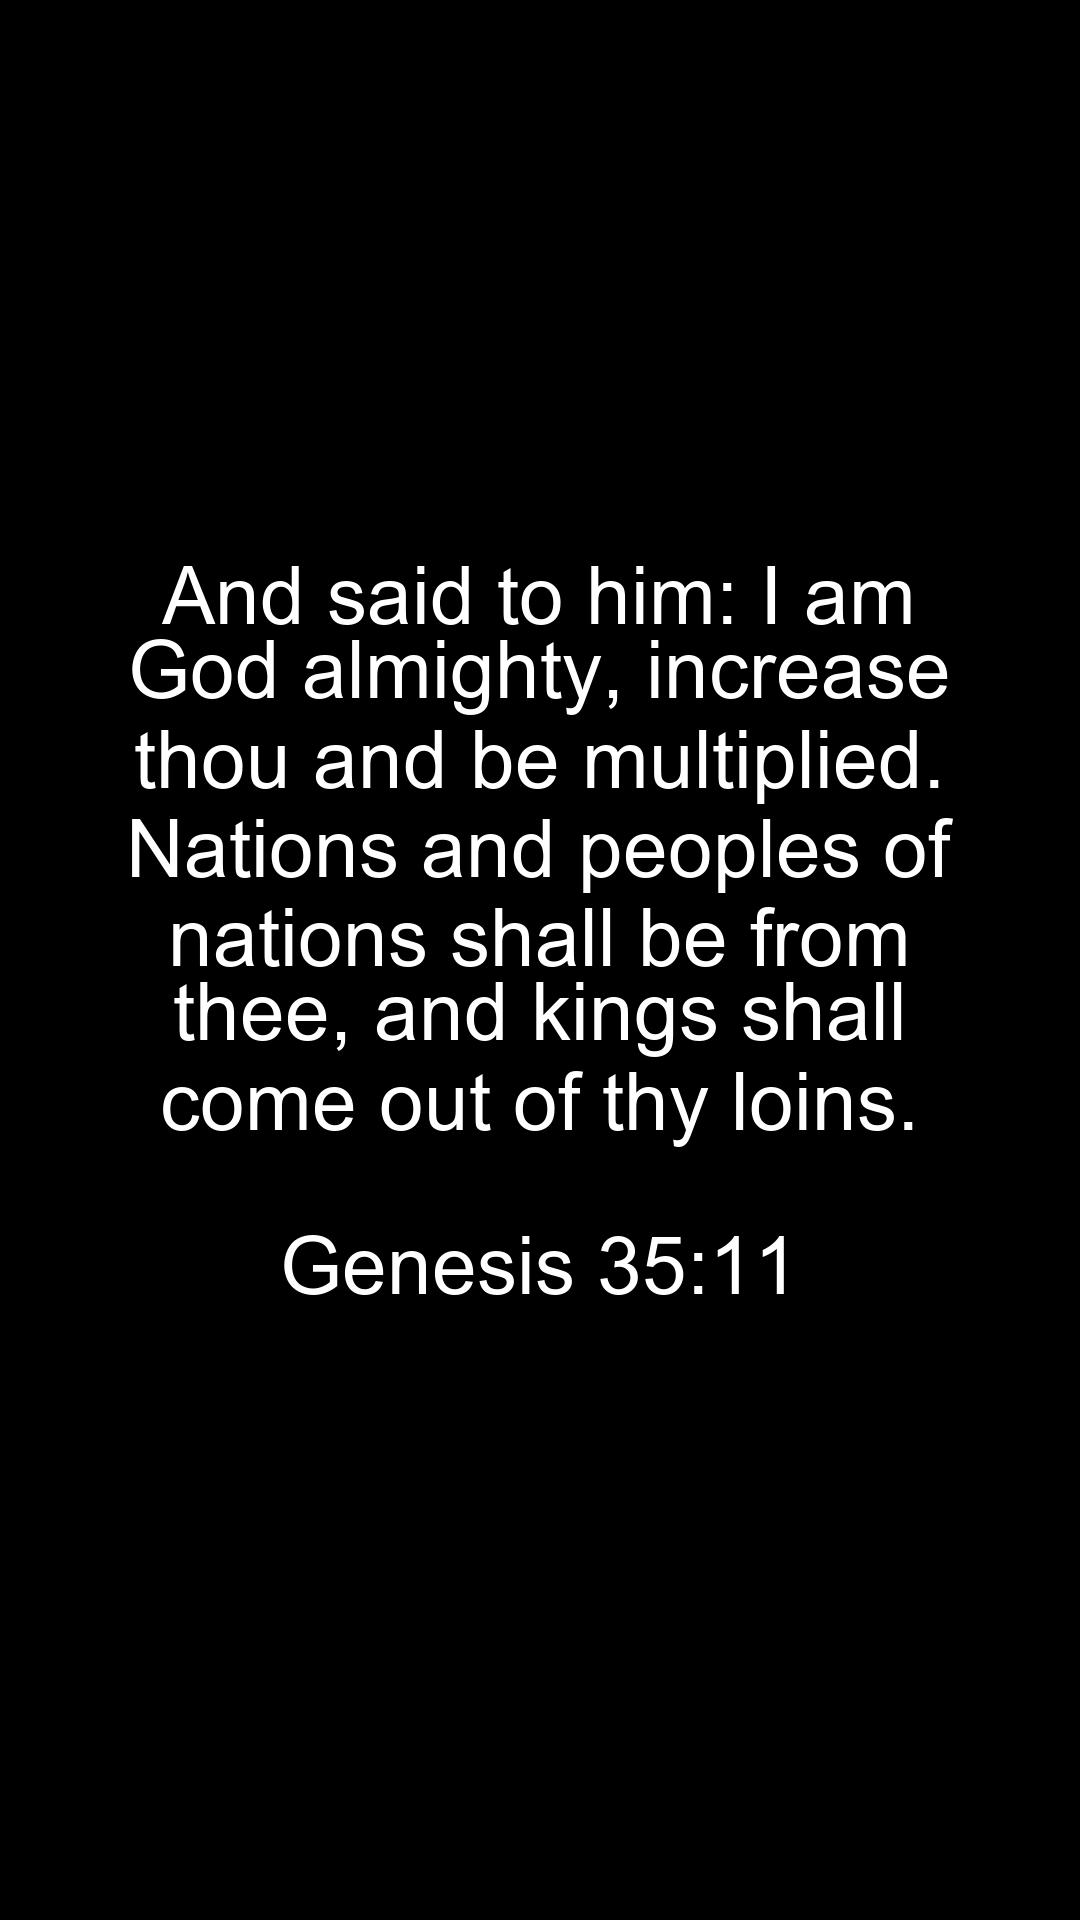 And said to him: I am
God almighty, increase
thou and be multiplied.
Nations and peoples of
nations shall be from
thee, and kings shall
come out of thy loins.
Genesis 35:11